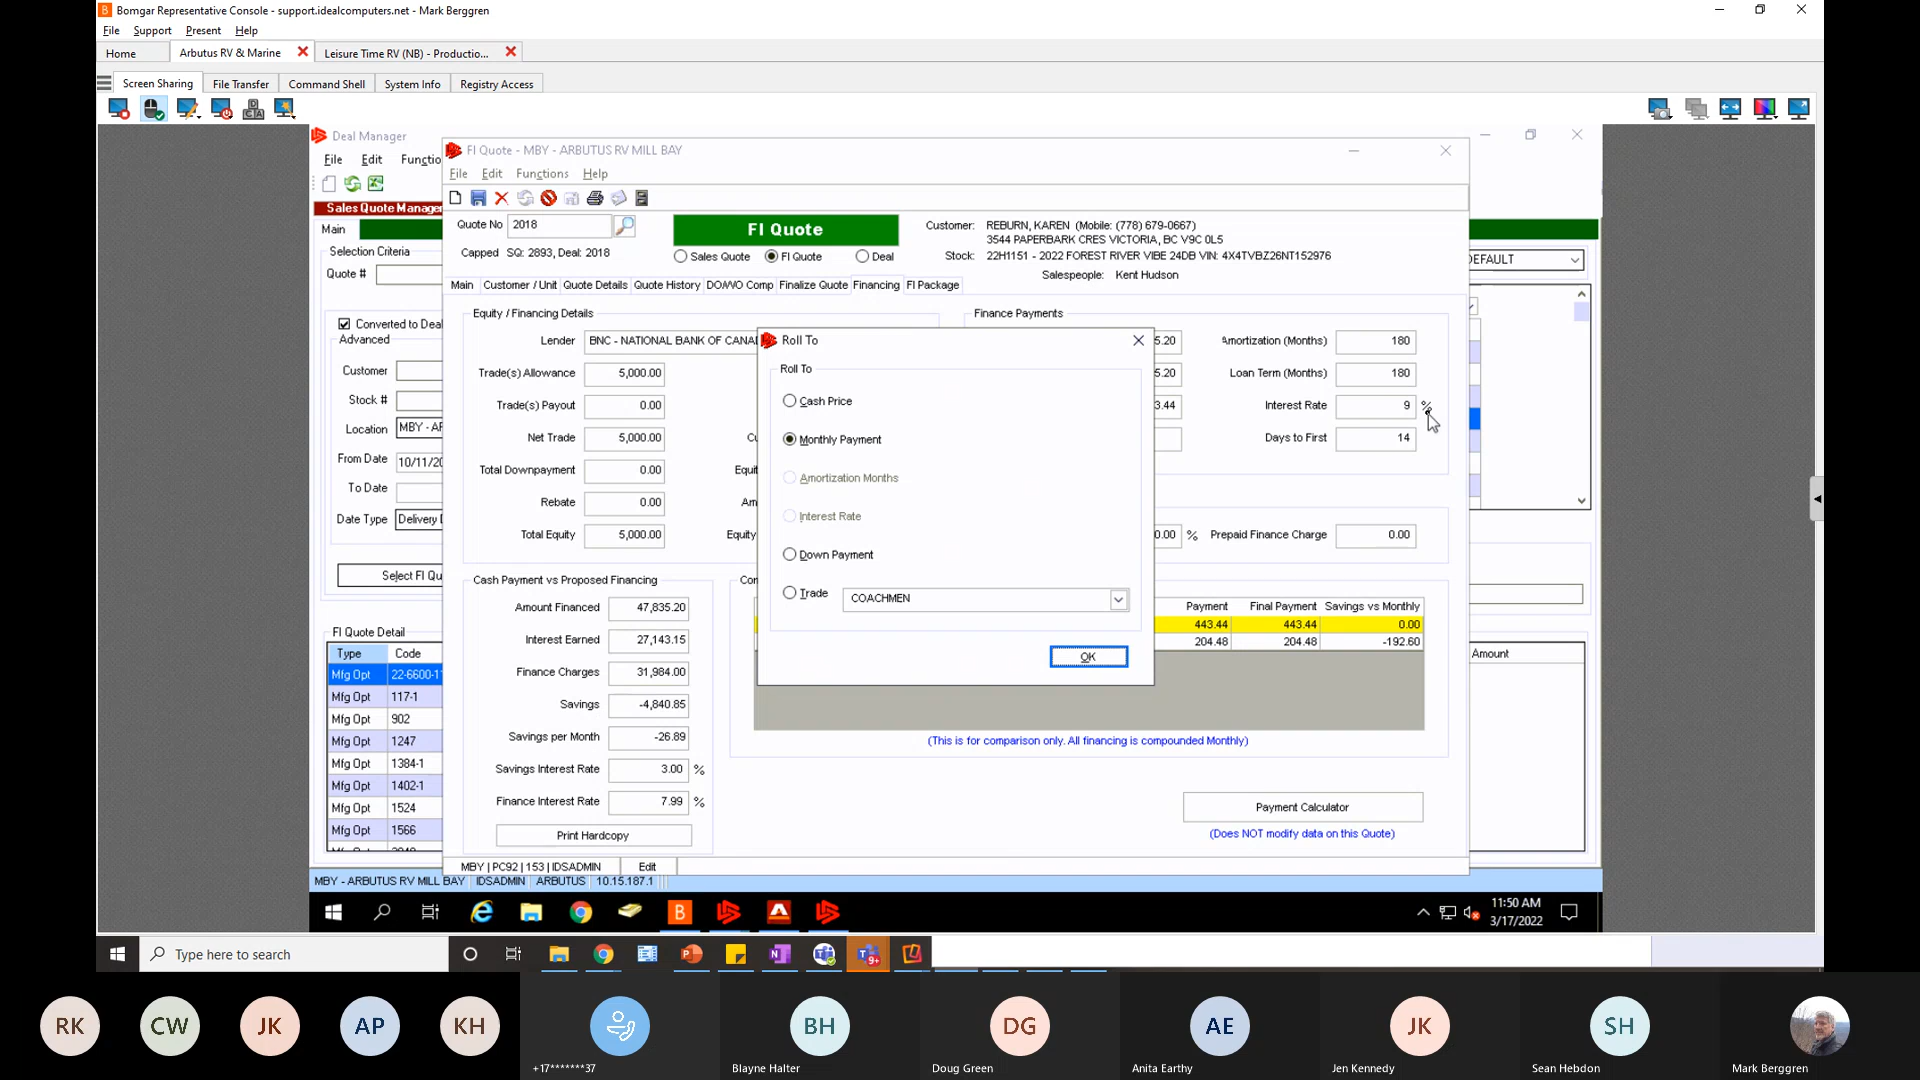 Bomgar Representative Console - support.idealcomputers.net - Mark Berggren
File Support Present Help
Home Arbutus RV & Marine Leisure Time RV (NB) - Productio...
Screen Sharing File Transfer Command Shell System Info Registry Access
Deal Manager
File Edit Functio
Sales Quote Manage
Main
Selection Criteria
Quote #
Converted to Deal
Advanced
Customer
Stock #
Location MBY - AF
From Date 10/11/20
To Date
Date Type Delivery D
Select FI Qu
FI Quote Detail
Type Code
Mfg Opt 22-6600-1
Mfg Opt 117-1
Mfg Opt 902
Mfg Opt 1247
Mfg Opt 1384-1
Mfg Opt 1402-1
Mfg Opt 1524
Mfg Opt 1566
DEFAULT
Amount
FI Quote - MBY - ARBUTUS RV MILL BAY
File Edit Functions Help
Quote No 2018
Capped SQ: 2893, Deal: 2018
FI Quote
Sales Quote FI Quote Deal
Customer: REBURN, KAREN (Mobile: (778) 679-0667)
3544 PAPERBARK CRES VICTORIA, BC V9C 0L5
Stock: 22H1151 - 2022 FOREST RIVER VIBE 24DB VIN: 4X4TVBZ26NT152976
Salespeople: Kent Hudson
Main Customer / Unit Quote Details Quote History DO/WO Comp Finalize Quote Financing FI Package
Equity / Financing Details
Lender BNC - NATIONAL BANK OF CANA
Trade(s) Allowance 5,000.00
Trade(s) Payout 0.00
Net Trade 5,000.00 Cu
Total Downpayment 0.00 Equit
Rebate 0.00 Am
Total Equity 5,000.00 Equity
Finance Payments
5.20 Amortization (Months) 180
5.20 Loan Term (Months) 180
3.44 Interest Rate 9 %
Days to First 14
0.00 % Prepaid Finance Charge 0.00
Roll To
Roll To
Cash Price
Monthly Payment
Amortization Months
Interest Rate
Down Payment
Trade COACHMEN
OK
Cash Payment vs Proposed Financing
Amount Financed 47,835.20
Interest Earned 27,143.15
Finance Charges 31,984.00
Savings -4,840.85
Savings per Month -26.89
Savings Interest Rate 3.00 %
Finance Interest Rate 7.99 %
Print Hardcopy
Cor
Payment Final Payment Savings vs Monthly
443.44 443.44 0.00
204.48 204.48 -192.60
(This is for comparison only. All financing is compounded Monthly)
Payment Calculator
(Does NOT modify data on this Quote)
MBY | PC92 | 153 | IDSADMIN Edit
MBY - ARBUTUS RV MILL BAY IDSADMIN ARBUTUS 10.15.187.1
11:50 AM
3/17/2022
Type here to search
9+
RK CW JK AP KH BH DG AE JK SH
+17*******37 Blayne Halter Doug Green Anita Earthy Jen Kennedy Sean Hebdon Mark Berggren